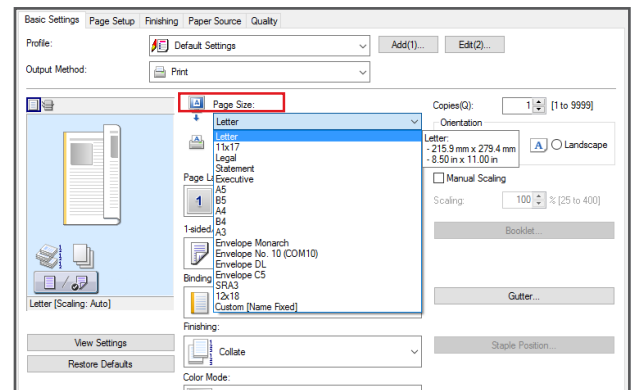 Basic Settings Page Setup Finishing Paper Source Quality
Profile: Default Settings Add(1)... Edit(2)...
Output Method: Print
Page Size: Copies(Q): 1 [1 to 9999]
Letter Orientation
Letter
11x17
Legal
Statement
Executive
A5
B5
A4
B4
A3
Envelope Monarch
Envelope No. 10 (COM10)
Envelope DL
Envelope C5
SRA3
12x18
Custom [Name Fixed]
Letter:
- 215.9 mm x 279.4 mm
- 8.50 in x 11.00 in
A Landscape
Page La
1
Manual Scaling
Scaling: 100 % [25 to 400]
1-sided
Booklet...
Binding
Gutter...
Letter [Scaling: Auto]
Finishing:
View Settings Collate Staple Position...
Restore Defaults
Color Mode: